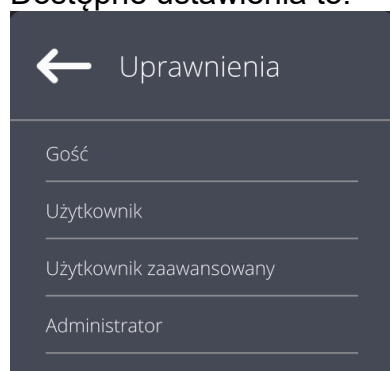 Dostępne ustawienia to:
Uprawnienia
Gość
Użytkownik
Użytkownik zaawansowany
Administrator